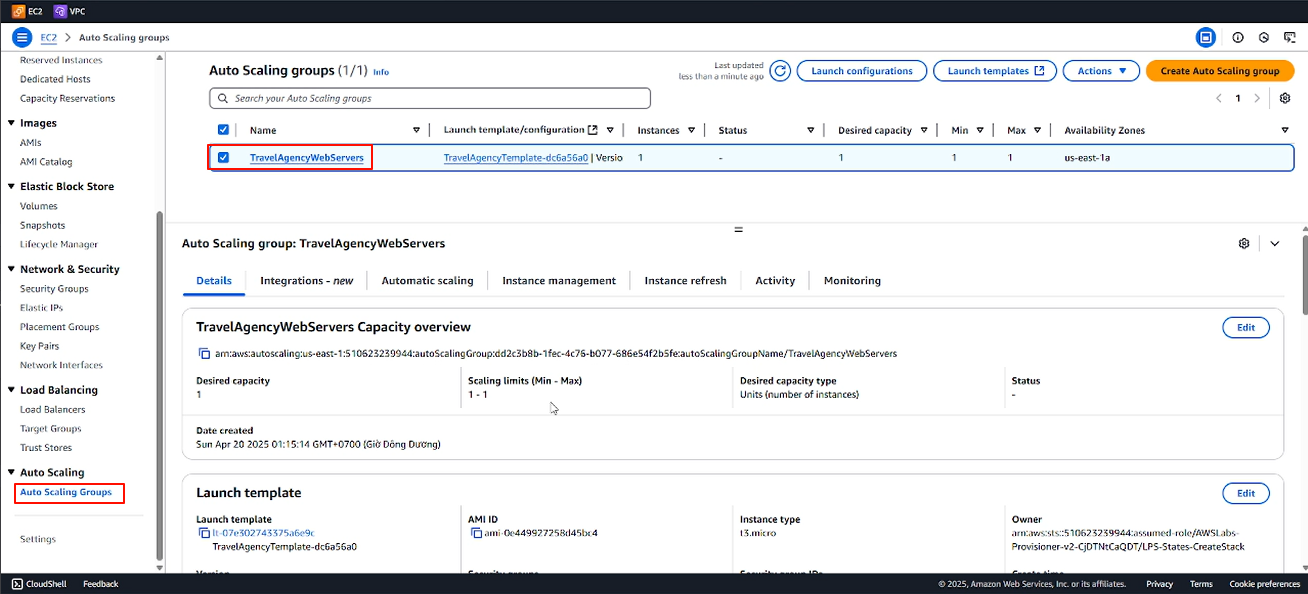 EC2 VPC
EC2 > Auto Scaling groups
Reserved Instances
Dedicated Hosts
Capacity Reservations
Images
AMIs
AMI Catalog
Elastic Block Store
Volumes
Snapshots
Lifecycle Manager
Network & Security
Security Groups
Elastic IPs
Placement Groups
Key Pairs
Network Interfaces
Load Balancing
Load Balancers
Target Groups
Trust Stores
Auto Scaling
Auto Scaling Groups
Settings
Auto Scaling groups (1/1) Info
Last updated
less than a minute ago
Launch configurations
Launch templates
Actions
Create Auto Scaling group
Search your Auto Scaling groups
1
Name Launch template/configuration Instances Status Desired capacity Min Max Availability Zones
TravelAgencyWebServers TravelAgencyTemplate-dc6a56a0 | Versio 1 - 1 1 1 us-east-1a
Auto Scaling group: TravelAgencyWebServers
Details Integrations - new Automatic scaling Instance management Instance refresh Activity Monitoring
TravelAgencyWebServers Capacity overview
Edit
arn:aws:autoscaling:us-east-1:510623239944:autoScalingGroup:dd2c3b8b-1fec-4c76-b077-686e54f2b5fe:autoScalingGroupName/TravelAgencyWebServers
Desired capacity Scaling limits (Min - Max) Desired capacity type Status
1 1 - 1 Units (number of instances) -
Date created
Sun Apr 20 2025 01:15:14 GMT+0700 (Giờ Đông Dương)
Launch template
Edit
Launch template AMI ID Instance type Owner
lt-07e302743375a6e9c ami-0e449927258d45bc4 t3.micro arn:aws:sts::510623239944:assumed-role/AWSLabs-
TravelAgencyTemplate-dc6a56a0 Provisioner-v2-CjDTNtCaQDT/LPS-States-CreateStack
Version Security groups Security group IDs Create time
CloudShell Feedback © 2025, Amazon Web Services, Inc. or its affiliates. Privacy Terms Cookie preferences